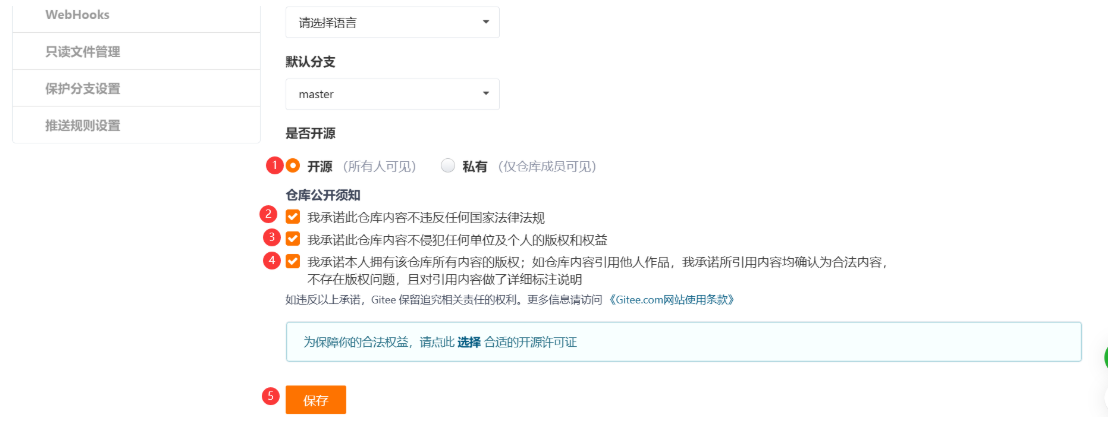 WebHooks
请选择语言
只读文件管理
默认分支
保护分支设置
master
推送规则设置
是否开源
1 开源 (所有人可见) 私有 (仅仓库成员可见)
仓库公开须知
2 我承诺此仓库内容不违反任何国家法律法规
3 我承诺此仓库内容不侵犯任何单位及个人的版权和权益
4 我承诺本人拥有该仓库所有内容的版权；如仓库内容引用他人作品，我承诺所引用内容均确认为合法内容，
不存在版权问题，且对引用内容做了详细标注说明
如违反以上承诺，Gitee 保留追究相关责任的权利。更多信息请访问 《Gitee.com网站使用条款》
为保障你的合法权益，请点此 选择 合适的开源许可证
5 保存